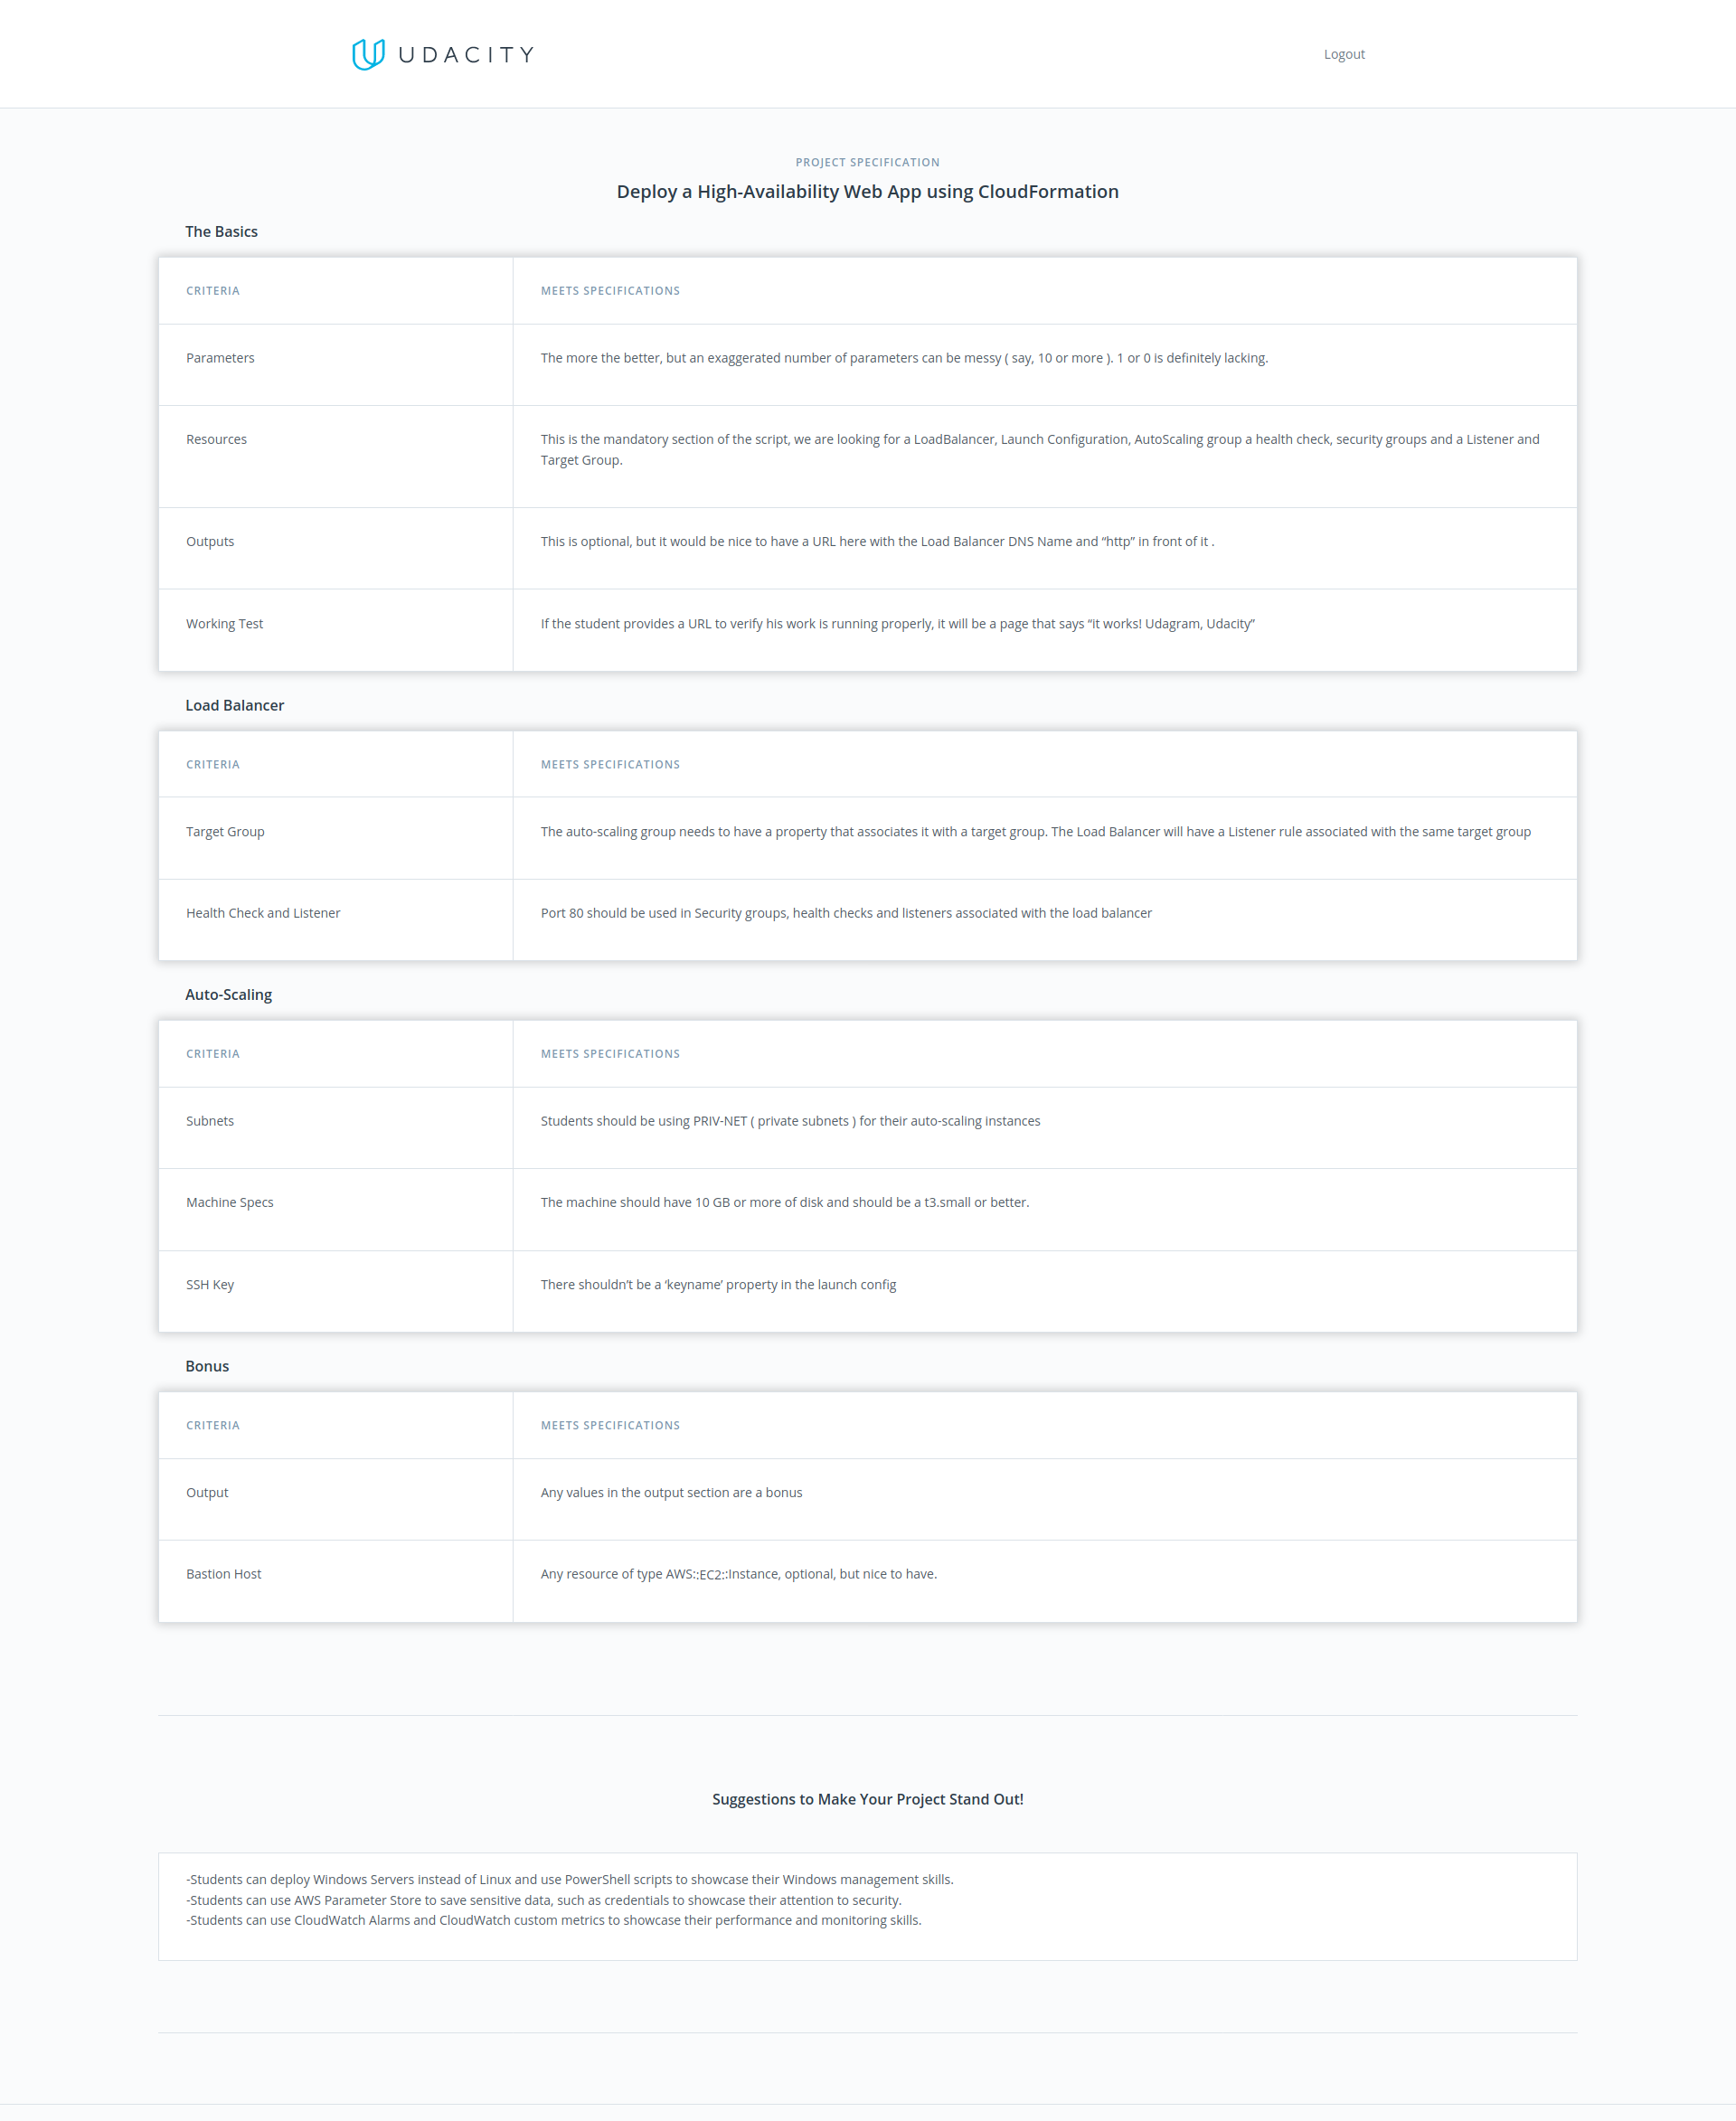 UDACITY
Logout
PROJECT SPECIFICATION
Deploy a High-Availability Web App using CloudFormation
The Basics
CRITERIA
MEETS SPECIFICATIONS
Parameters
The more the better, but an exaggerated number of parameters can be messy ( say, 10 or more ). 1 or 0 is definitely lacking.
Resources
This is the mandatory section of the script, we are looking for a LoadBalancer, Launch Configuration, AutoScaling group a health check, security groups and a Listener and
Target Group.
Outputs
This is optional, but it would be nice to have a URL here with the Load Balancer DNS Name and “http” in front of it .
Working Test
If the student provides a URL to verify his work is running properly, it will be a page that says “it works! Udagram, Udacity”
Load Balancer
CRITERIA
MEETS SPECIFICATIONS
Target Group
The auto-scaling group needs to have a property that associates it with a target group. The Load Balancer will have a Listener rule associated with the same target group
Health Check and Listener
Port 80 should be used in Security groups, health checks and listeners associated with the load balancer
Auto-Scaling
CRITERIA
MEETS SPECIFICATIONS
Subnets
Students should be using PRIV-NET ( private subnets ) for their auto-scaling instances
Machine Specs
The machine should have 10 GB or more of disk and should be a t3.small or better.
SSH Key
There shouldn’t be a ‘keyname’ property in the launch config
Bonus
CRITERIA
MEETS SPECIFICATIONS
Output
Any values in the output section are a bonus
Bastion Host
Any resource of type AWS::EC2::Instance, optional, but nice to have.
Suggestions to Make Your Project Stand Out!
-Students can deploy Windows Servers instead of Linux and use PowerShell scripts to showcase their Windows management skills.
-Students can use AWS Parameter Store to save sensitive data, such as credentials to showcase their attention to security.
-Students can use CloudWatch Alarms and CloudWatch custom metrics to showcase their performance and monitoring skills.